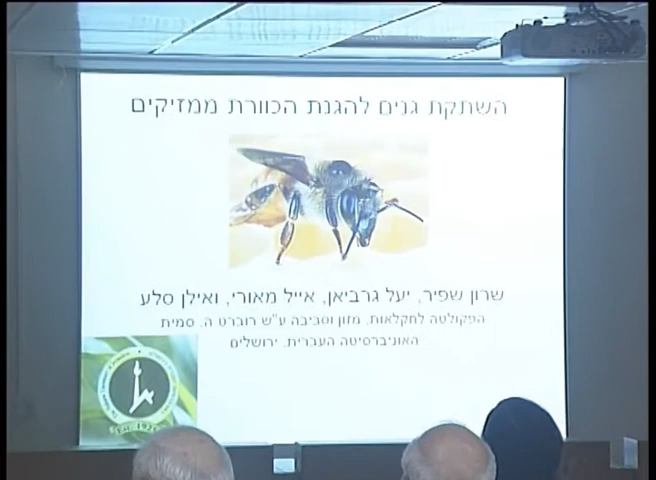 השתקת גנים להגנת הכוורת ממזיקים
שרון שפיר, יעל גרביאן, אייל מאורי, ואילן סלע
הפקולטה לחקלאות, מזון וסביבה ע"ש רוברט ה. סמית
האוניברסיטה העברית, ירושלים